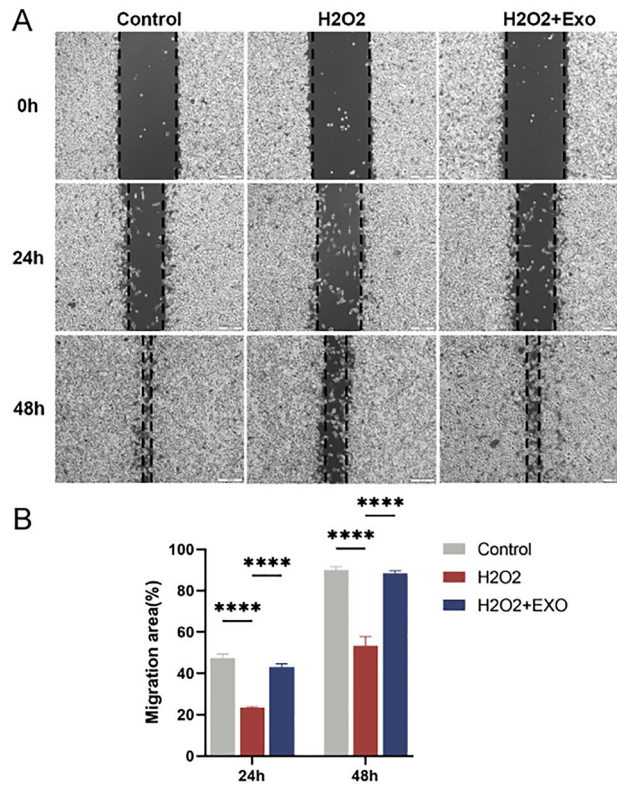 A
Control
H2O2
H2O2+Exo
0h
24h
48h
B
****
****
****
****
Migration area(%)
100
80
60
40
20
0
24h
48h
Control
H2O2
H2O2+EXO